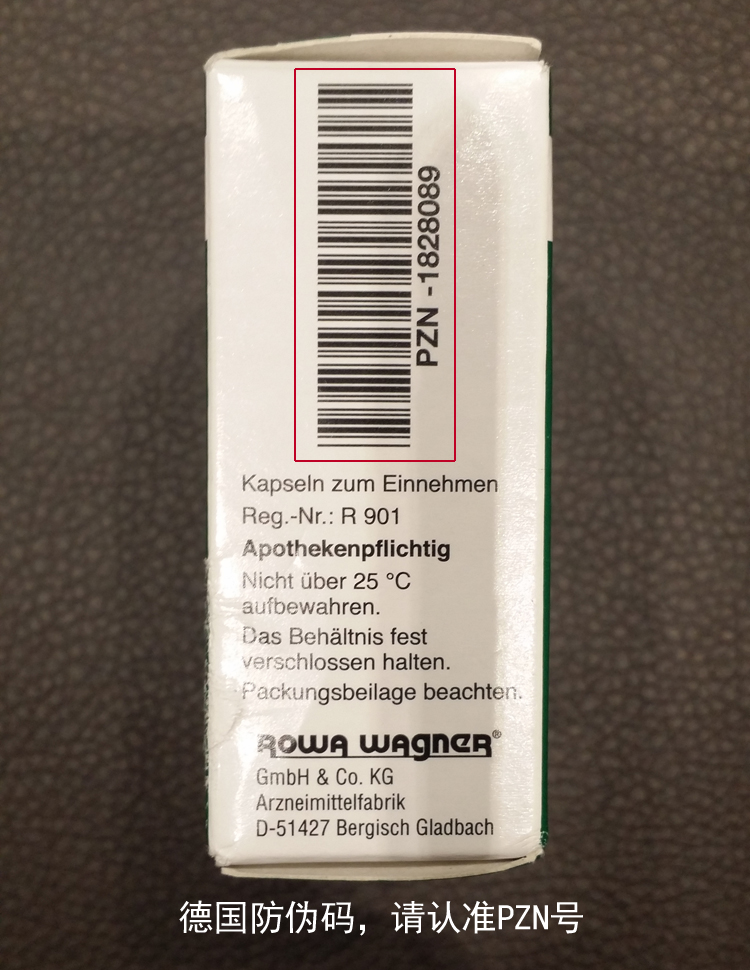 PZN -1828089
Kapseln zum Einnehmen
Reg.-Nr.: R 901
Apothekenpflichtig
Nicht über 25 °C
aufbewahren.
Das Behältnis fest
verschlossen halten.
Packungsbeilage beachten.
ROWA WAGNER®
GmbH & Co. KG
Arzneimittelfabrik
D-51427 Bergisch Gladbach
德国防伪码，请认准PZN号